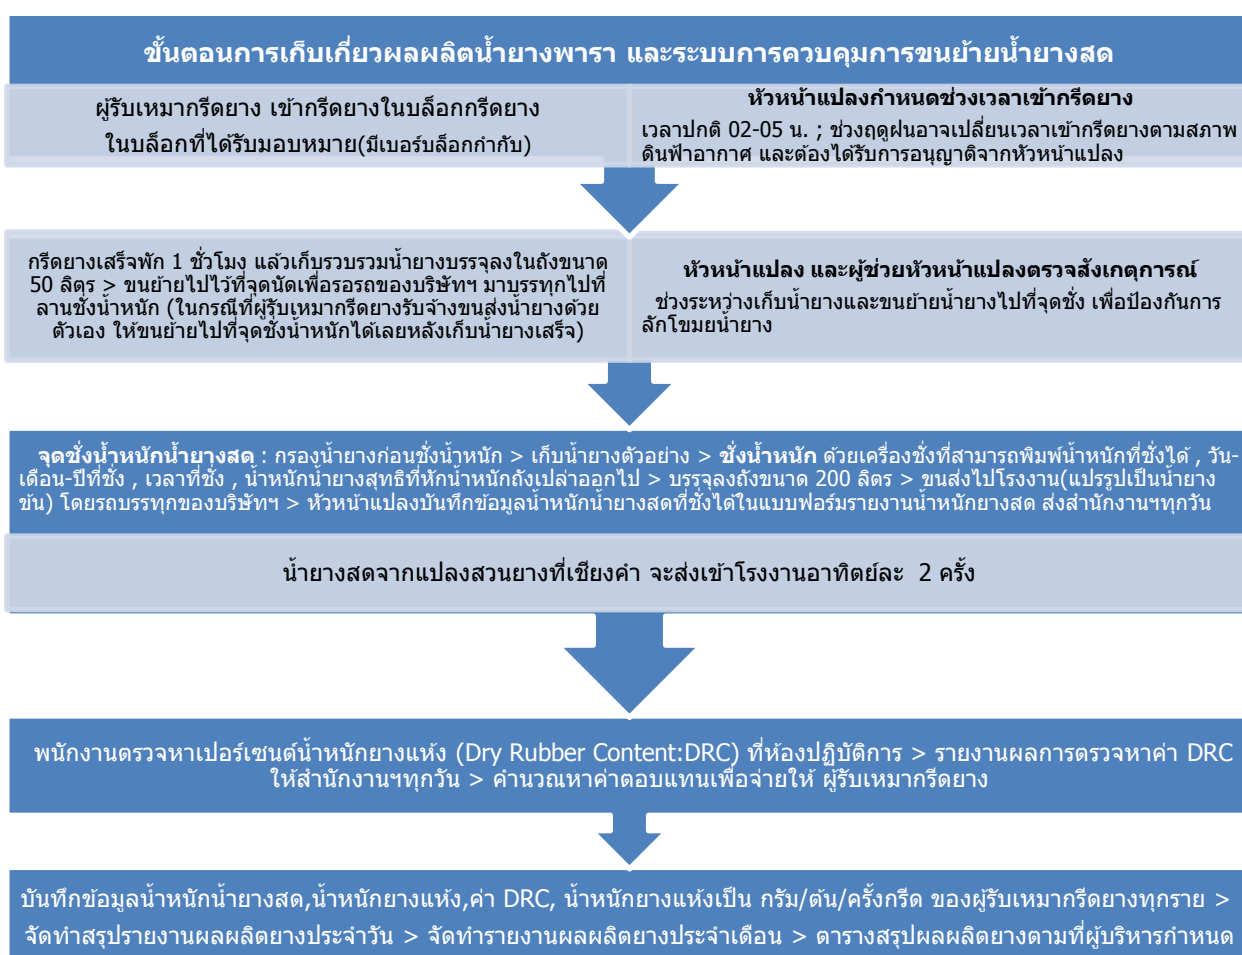 ขั้นตอนการเก็บเกี่ยวผลผลิตน้ำยางพารา และระบบการควบคุมการขนย้ายน้ำยางสด
ผู้รับเหมากรีดยาง เข้ากรีดยางในบล็อกกรีดยาง
ในบล็อกที่ได้รับมอบหมาย(มีเบอร์บล็อกกำกับ)
หัวหน้าแปลงกำหนดช่วงเวลาเข้ากรีดยาง
เวลาปกติ 02-05 น. ; ช่วงฤดูฝนอาจเปลี่ยนเวลาเข้ากรีดยางตามสภาพ
ดินฟ้าอากาศ และต้องได้รับการอนุญาติจากหัวหน้าแปลง
กรีดยางเสร็จพัก 1 ชั่วโมง แล้วเก็บรวบรวมน้ำยางบรรจุลงในถังขนาด
50 ลิตร > ขนย้ายไปไว้ที่จุดนัดเพื่อรอรถของบริษัทฯ มาบรรทุกไปที่
ลานชั่งน้ำหนัก (ในกรณีที่ผู้รับเหมากรีดยางรับจ้างขนส่งน้ำยางด้วย
ตัวเอง ให้ขนย้ายไปที่จุดชั่งน้ำหนักได้เลยหลังเก็บน้ำยางเสร็จ)
หัวหน้าแปลง และผู้ช่วยหัวหน้าแปลงตรวจสังเกตุการณ์
ช่วงระหว่างเก็บน้ำยางและขนย้ายน้ำยางไปที่จุดชั่ง เพื่อป้องกันการ
ลักโขมยน้ำยาง
จุดชั่งน้ำหนักน้ำยางสด : กรองน้ำยางก่อนชั่งน้ำหนัก > เก็บน้ำยางตัวอย่าง > ชั่งน้ำหนัก ด้วยเครื่องชั่งที่สามารถพิมพ์น้ำหนักที่ชั่งได้ , วัน-
เดือน-ปีที่ชั่ง , เวลาที่ชั่ง , น้ำหนักน้ำยางสุทธิที่หักน้ำหนักถังเปล่าออกไป > บรรจุลงถังขนาด 200 ลิตร > ขนส่งไปโรงงาน(แปรรูปเป็นน้ำยาง
ข้น) โดยรถบรรทุกของบริษัทฯ > หัวหน้าแปลงบันทึกข้อมูลน้ำหนักน้ำยางสดที่ชั่งได้ในแบบฟอร์มรายงานน้ำหนักยางสด ส่งสำนักงานฯทุกวัน
น้ำยางสดจากแปลงสวนยางที่เชียงคำ จะส่งเข้าโรงงานอาทิตย์ละ 2 ครั้ง
พนักงานตรวจหาเปอร์เซนต์น้ำหนักยางแห้ง (Dry Rubber Content:DRC) ที่ห้องปฏิบัติการ > รายงานผลการตรวจหาค่า DRC
ให้สำนักงานฯทุกวัน > คำนวณหาค่าตอบแทนเพื่อจ่ายให้ ผู้รับเหมากรีดยาง
บันทึกข้อมูลน้ำหนักน้ำยางสด,น้ำหนักยางแห้ง,ค่า DRC, น้ำหนักยางแห้งเป็น กรัม/ต้น/ครั้งกรีด ของผู้รับเหมากรีดยางทุกราย >
จัดทำสรุปรายงานผลผลิตยางประจำวัน > จัดทำรายงานผลผลิตยางประจำเดือน > ตารางสรุปผลผลิตยางตามที่ผู้บริหารกำหนด